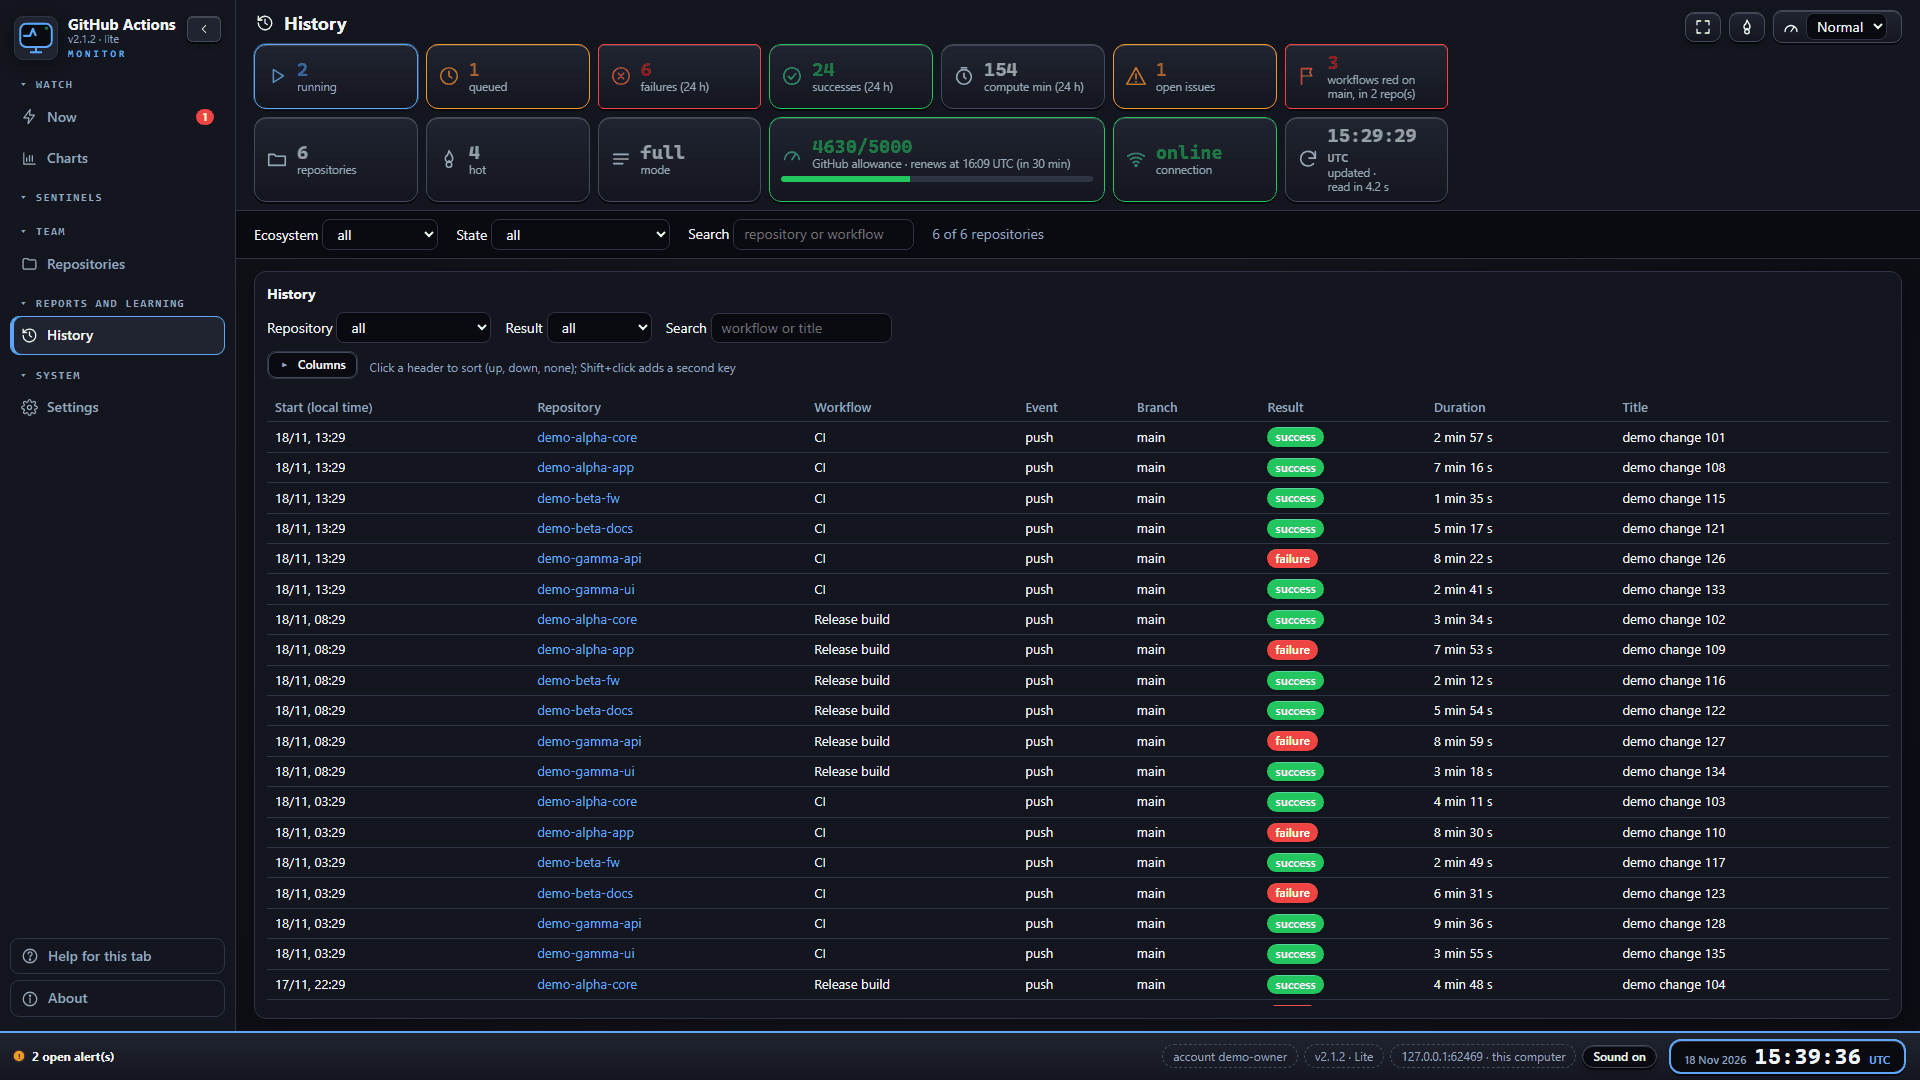 GitHub Actions
v2.1.2 · lite
MONITOR
WATCH
Now 1
Charts
SENTINELS
TEAM
Repositories
REPORTS AND LEARNING
History
SYSTEM
Settings
Help for this tab
About
History
Normal
2 running
1 queued
6 failures (24 h)
24 successes (24 h)
154 compute min (24 h)
1 open issues
3 workflows red on main, in 2 repo(s)
6 repositories
4 hot
full mode
4630/5000 GitHub allowance · renews at 16:09 UTC (in 30 min)
online connection
15:29:29 UTC updated · read in 4.2 s
Ecosystem all State all Search repository or workflow 6 of 6 repositories
History
Repository all Result all Search workflow or title
Columns Click a header to sort (up, down, none); Shift+click adds a second key
Start (local time) Repository Workflow Event Branch Result Duration Title
18/11, 13:29 demo-alpha-core CI push main success 2 min 57 s demo change 101
18/11, 13:29 demo-alpha-app CI push main success 7 min 16 s demo change 108
18/11, 13:29 demo-beta-fw CI push main success 1 min 35 s demo change 115
18/11, 13:29 demo-beta-docs CI push main success 5 min 17 s demo change 121
18/11, 13:29 demo-gamma-api CI push main failure 8 min 22 s demo change 126
18/11, 13:29 demo-gamma-ui CI push main success 2 min 41 s demo change 133
18/11, 08:29 demo-alpha-core Release build push main success 3 min 34 s demo change 102
18/11, 08:29 demo-alpha-app Release build push main failure 7 min 53 s demo change 109
18/11, 08:29 demo-beta-fw Release build push main success 2 min 12 s demo change 116
18/11, 08:29 demo-beta-docs Release build push main success 5 min 54 s demo change 122
18/11, 08:29 demo-gamma-api Release build push main failure 8 min 59 s demo change 127
18/11, 08:29 demo-gamma-ui Release build push main success 3 min 18 s demo change 134
18/11, 03:29 demo-alpha-core CI push main success 4 min 11 s demo change 103
18/11, 03:29 demo-alpha-app CI push main failure 8 min 30 s demo change 110
18/11, 03:29 demo-beta-fw CI push main success 2 min 49 s demo change 117
18/11, 03:29 demo-beta-docs CI push main failure 6 min 31 s demo change 123
18/11, 03:29 demo-gamma-api CI push main success 9 min 36 s demo change 128
18/11, 03:29 demo-gamma-ui CI push main success 3 min 55 s demo change 135
17/11, 22:29 demo-alpha-core Release build push main success 4 min 48 s demo change 104
2 open alert(s)
account demo-owner
v2.1.2 · Lite
127.0.0.1:62469 · this computer
Sound on
18 Nov 2026 15:39:36 UTC